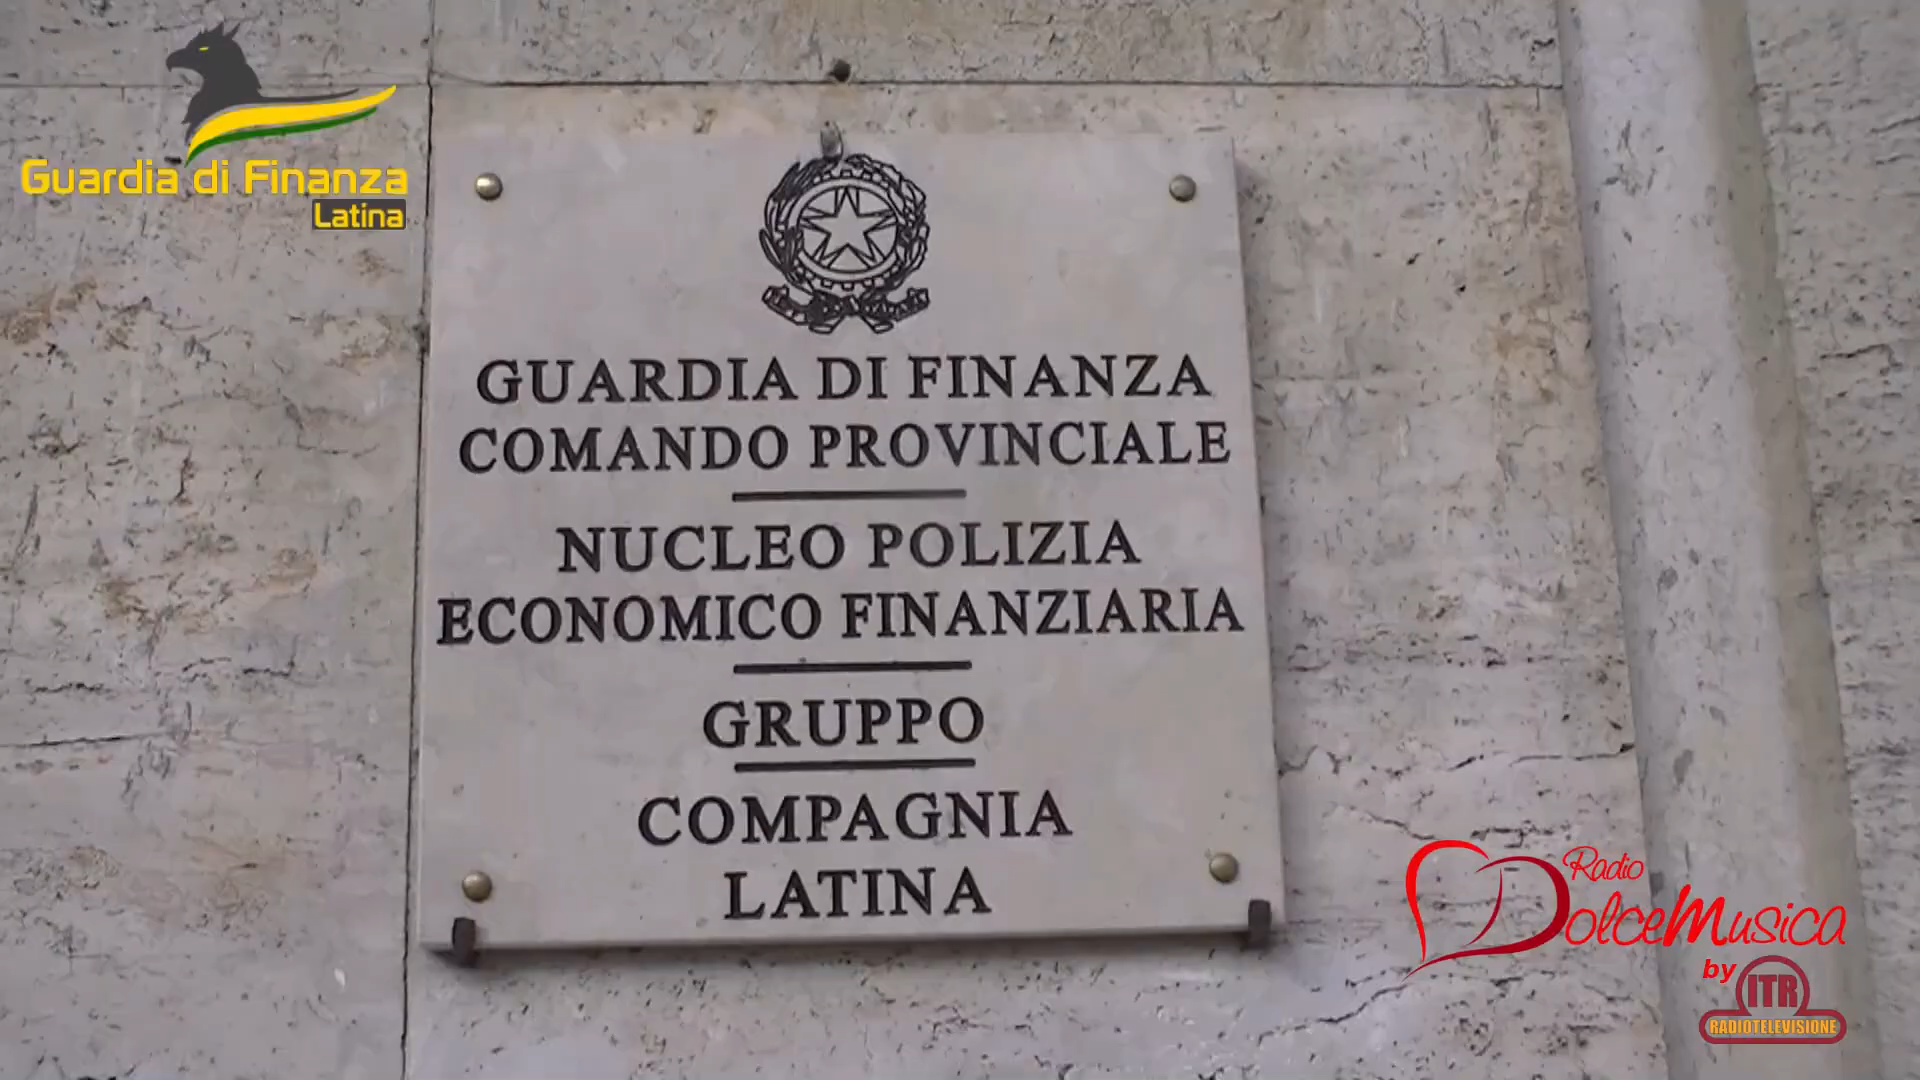 Guardia di Finanza
Latina
GUARDIA DI FINANZA
COMANDO PROVINCIALE
NUCLEO POLIZIA
ECONOMICO FINANZIARIA
GRUPPO
COMPAGNIA
LATINA
Radio
DolceMusica
by
ITR
RADIOTELEVISIONE